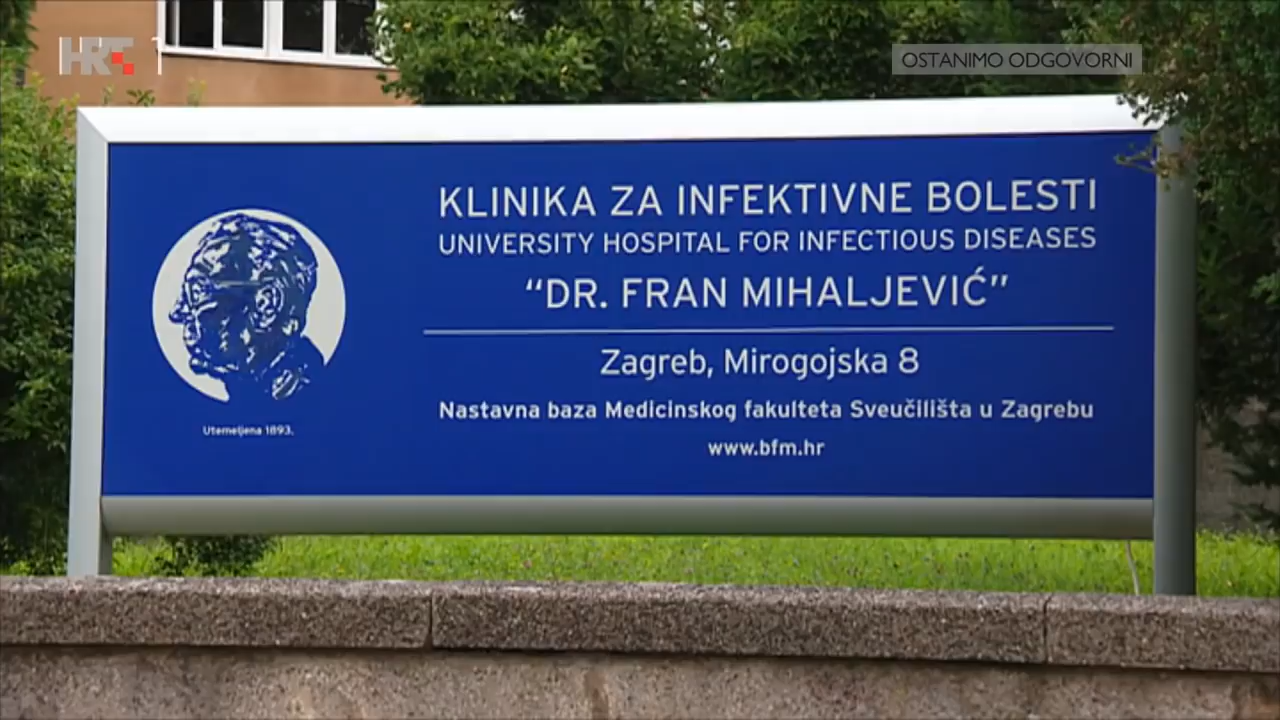 HRT 1
OSTANIMO ODGOVORNI
KLINIKA ZA INFEKTIVNE BOLESTI
UNIVERSITY HOSPITAL FOR INFECTIOUS DISEASES
“DR. FRAN MIHALJEVIĆ”
Zagreb, Mirogojska 8
Nastavna baza Medicinskog fakulteta Sveučilišta u Zagrebu
www.bfm.hr
Utemeljena 1893.